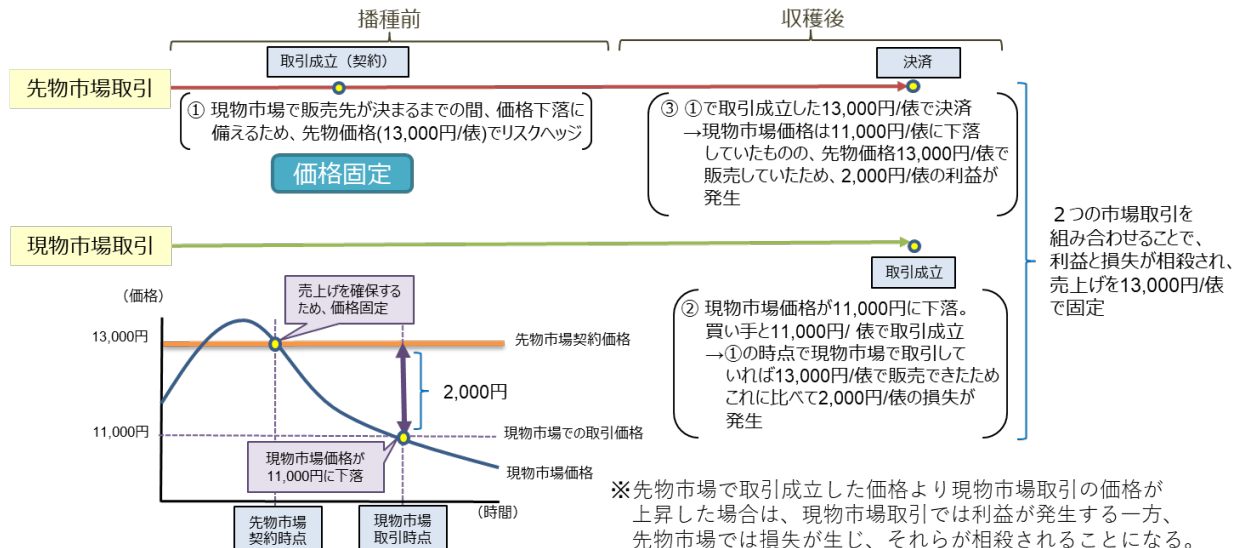 播種前
収穫後
取引成立（契約）
決済
先物市場取引
① 現物市場で販売先が決まるまでの間、価格下落に
備えるため、先物価格(13,000円/俵)でリスクヘッジ
価格固定
③ ①で取引成立した13,000円/俵で決済
→現物市場価格は11,000円/俵に下落
していたものの、先物価格13,000円/俵で
販売していたため、2,000円/俵の利益が
発生
現物市場取引
取引成立
② 現物市場価格が11,000円に下落。
買い手と11,000円/ 俵で取引成立
→①の時点で現物市場で取引して
いれば13,000円/俵で販売できたため
これに比べて2,000円/俵の損失が
発生
２つの市場取引を
組み合わせることで、
利益と損失が相殺され、
売上げを13,000円/俵
で固定
（価格）
売上げを確保する
ため、価格固定
13,000円
先物市場契約価格
2,000円
11,000円
現物市場での取引価格
現物市場価格が
11,000円に下落
現物市場価格
（時間）
先物市場
契約時点
現物市場
取引時点
※先物市場で取引成立した価格より現物市場取引の価格が
上昇した場合は、現物市場取引では利益が発生する一方、
先物市場では損失が生じ、それらが相殺されることになる。